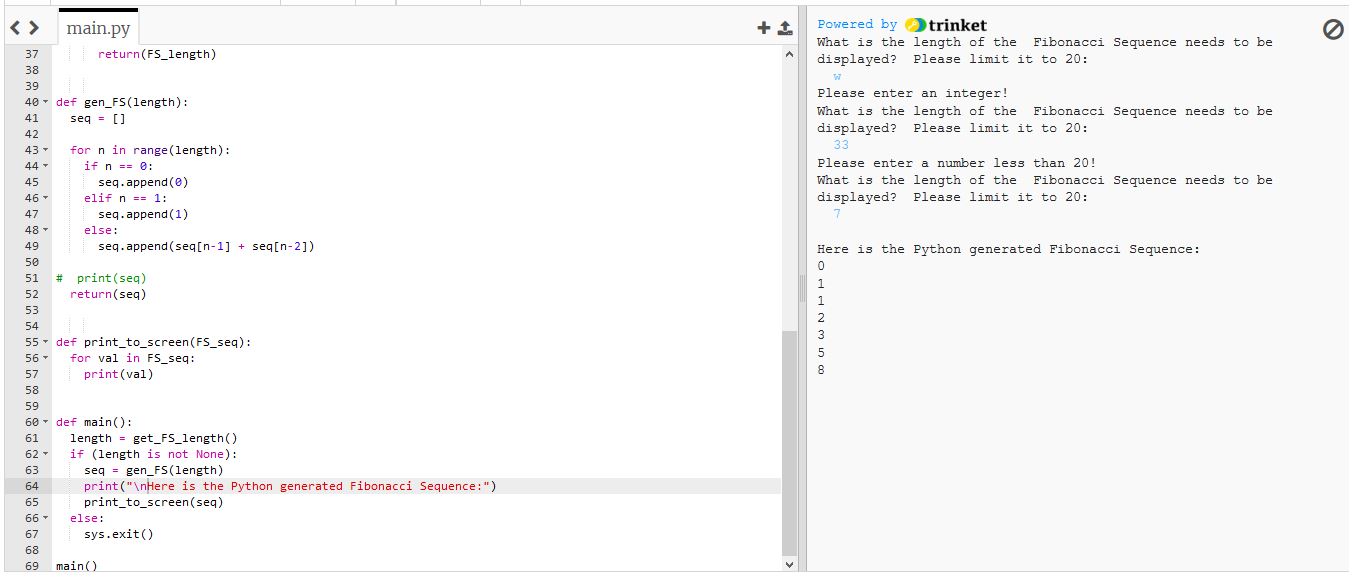 main.py
37 return(FS_length)
38
39
40 def gen_FS(length):
41 seq = []
42
43 for n in range(length):
44 if n == 0:
45 seq.append(0)
46 elif n == 1:
47 seq.append(1)
48 else:
49 seq.append(seq[n-1] + seq[n-2])
50
51 #  print(seq)
52 return(seq)
53
54
55 def print_to_screen(FS_seq):
56 for val in FS_seq:
57 print(val)
58
59
60 def main():
61 length = get_FS_length()
62 if (length is not None):
63 seq = gen_FS(length)
64 print("\nHere is the Python generated Fibonacci Sequence:")
65 print_to_screen(seq)
66 else:
67 sys.exit()
68
69 main()
Powered by trinket
What is the length of the  Fibonacci Sequence needs to be
displayed?  Please limit it to 20:
w
Please enter an integer!
What is the length of the  Fibonacci Sequence needs to be
displayed?  Please limit it to 20:
33
Please enter a number less than 20!
What is the length of the  Fibonacci Sequence needs to be
displayed?  Please limit it to 20:
7
Here is the Python generated Fibonacci Sequence:
0
1
1
2
3
5
8